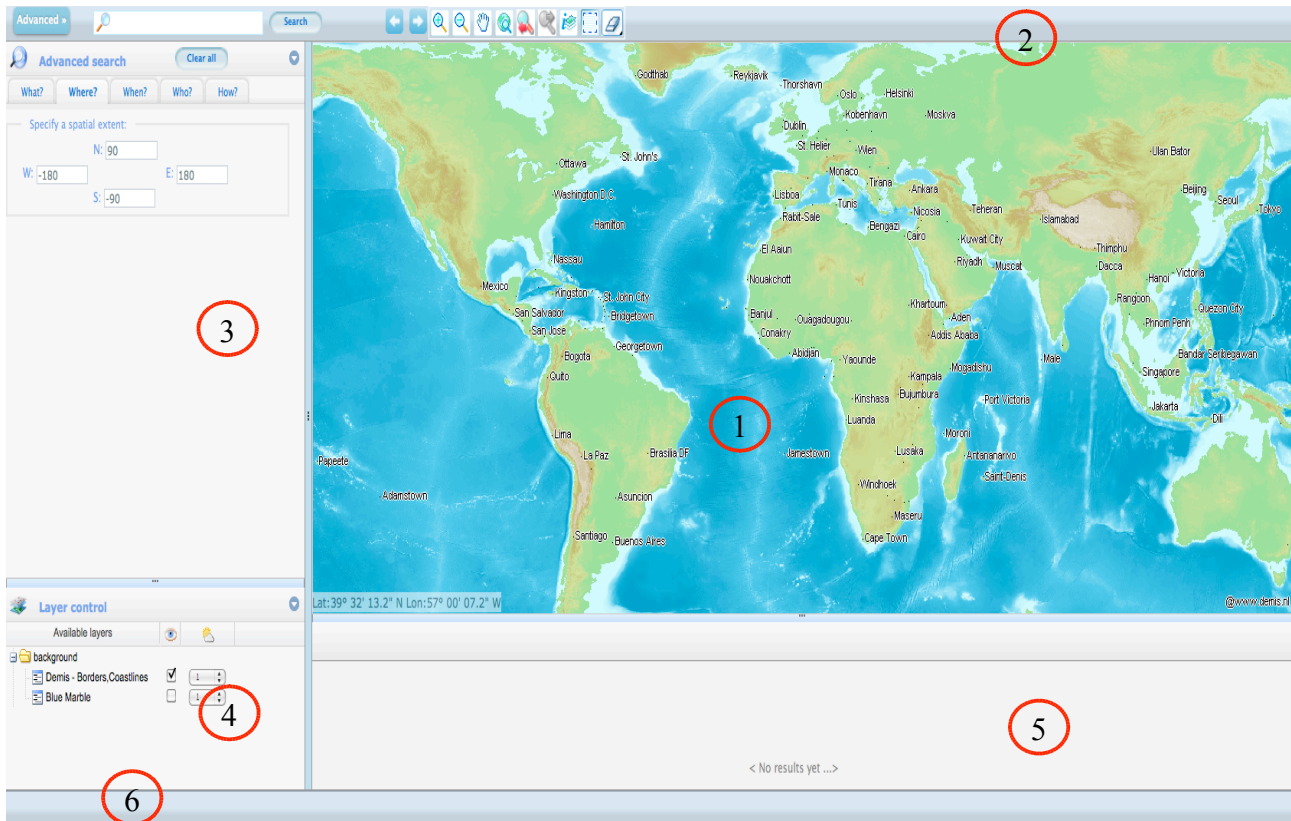 Advanced »
Search
2
Advanced search
Clear all
What? Where? When? Who? How?
Specify a spatial extent:
N: 90
W: -180 E: 180
S: -90
3
Layer control
Available layers
background
Demis - Borders,Coastlines 1
Blue Marble 1
4
6
Godthab
Reykjavik
Thorshavn
Oslo
Helsinki
Kobenhavn
Moskva
Dublin
St. Helier
Wien
Ulan Bator
Ottawa
St. John's
Monaco
Tirana
Washington D.C.
Lisboa
Ankara
Beijing
Seoul
Tokyo
Tunis
Rabit-Sale
Nicosia
Teheran
Islamabad
Hamilton
Bengazi
Cairo
Kuwait City
El Aaiun
Thimphu
Nassau
Riyadh
Muscat
Dacca
Nouakchott
Hanoi
Victoria
Mexico
Kingston
St. John City
Khartoum
Rangoon
Quezon City
San Salvador
Bridgetown
Banjul
Ouagadougou
Aden
Phnom Penh
San Jose
Conakry
Addis Ababa
Georgetown
Abidjan
Yaounde
Male
Bandar Seribegawan
Bogota
Mogadishu
Singapore
Quito
Kampala
Kinshasa
Bujumbura
Port Victoria
Jakarta
1
Luanda
Dili
Lima
Moroni
La Paz
Brasilia DF
Jamestown
Lusaka
Antananarivo
Papeete
Saint-Denis
Adamstown
Asuncion
Windhoek
Maseru
Santiago
Buenos Aires
Cape Town
Lat:39° 32' 13.2" N Lon:57° 00' 07.2" W
@www.demis.nl
5
< No results yet ...>